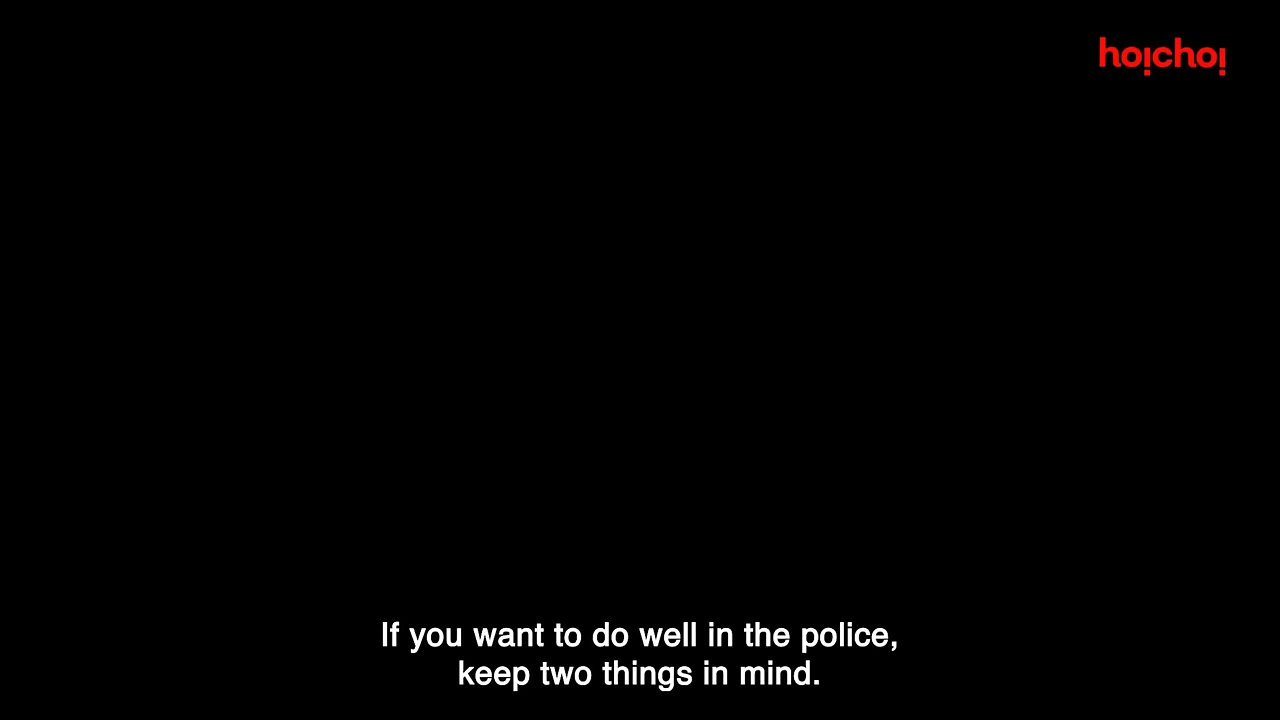 hoichoi
If you want to do well in the police,
keep two things in mind.